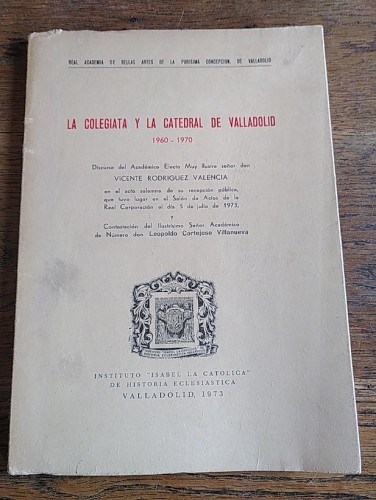 REAL ACADEMIA DE BELLAS ARTES DE LA PURISIMA CONCEPCION, DE VALLADOLID
LA COLEGIATA Y LA CATEDRAL DE VALLADOLID
1960 - 1970
Discurso del Académico Electo Muy Ilustre señor don
VICENTE RODRIGUEZ VALENCIA
en el acto solemne de su recepción pública,
que tuvo lugar en el Salón de Actos de la
Real Corporación el día 5 de julio de 1973.
Y
Contestación del Ilustrísimo Señor Académico
de Número don Leopoldo Cortejoso Villanueva
HISTORIA ECLESIASTICA
INSTITUTO "ISABEL LA CATOLICA"
DE HISTORIA ECLESIASTICA
VALLADOLID, 1973